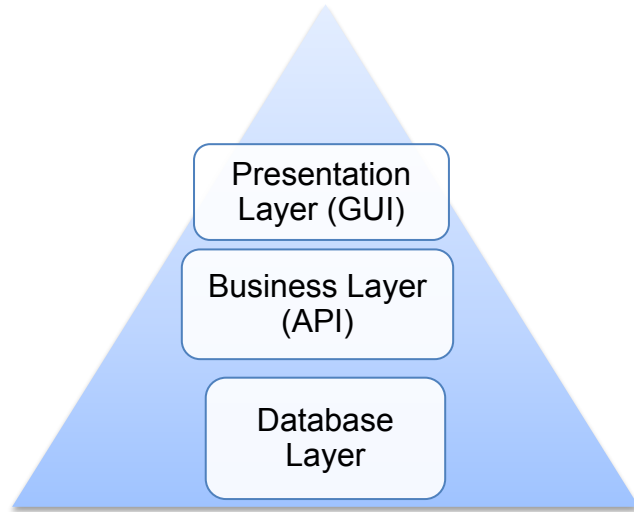 Presentation
Layer (GUI)
Business Layer
(API)
Database
Layer